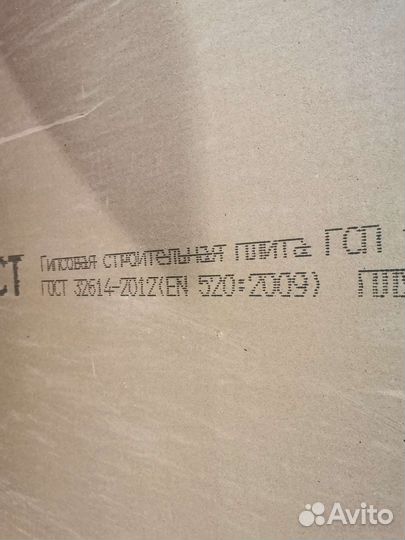 СТ Гипсовая строительная плита ГСП
ГОСТ 32614-2012(EN 520:2009)
Avito